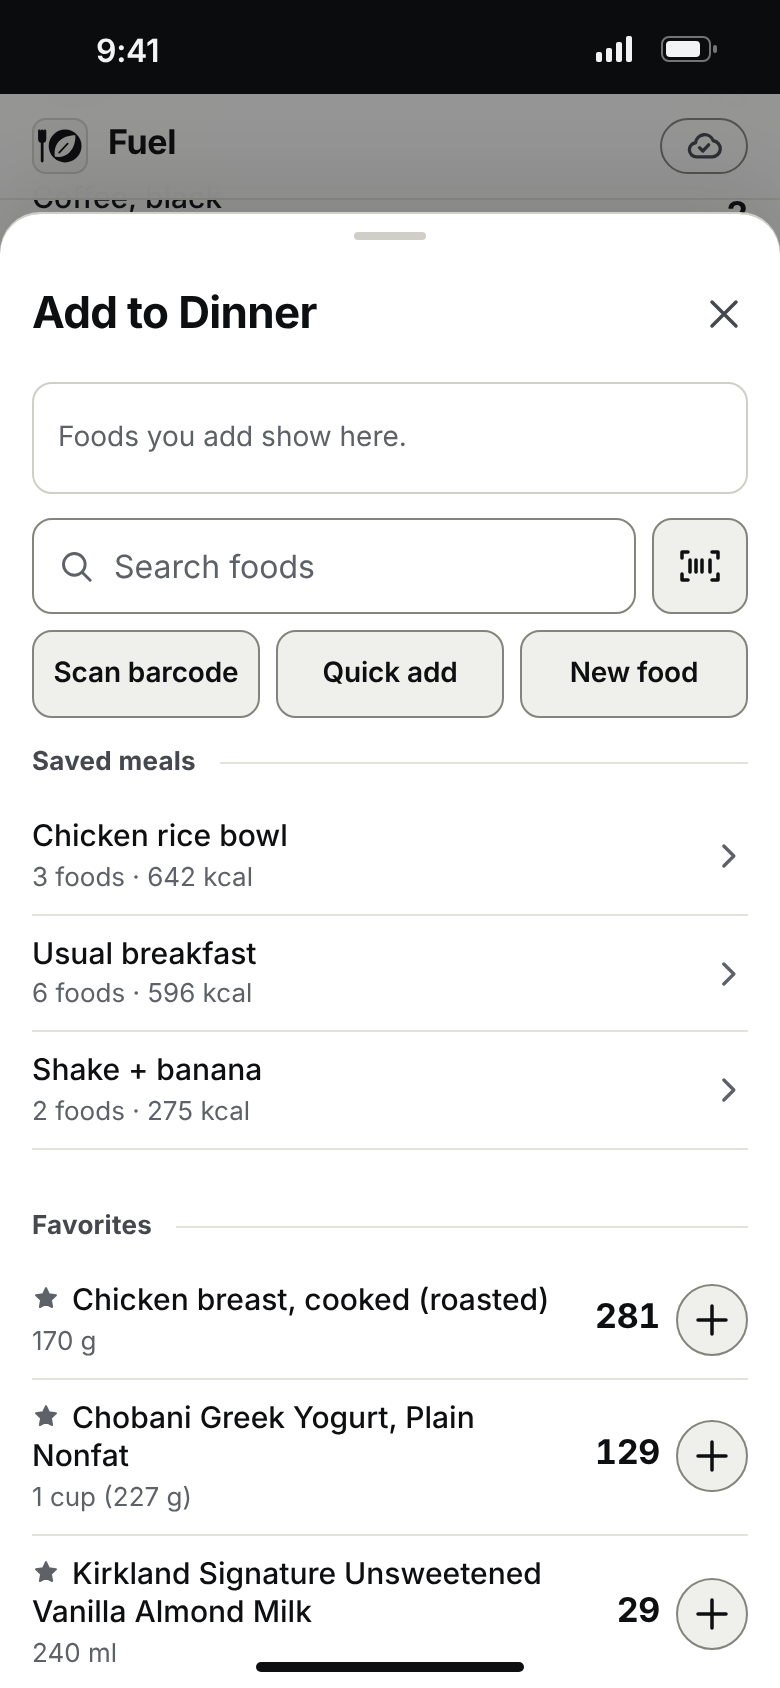 9:41
Fuel
Coffee, black
Add to Dinner
Foods you add show here.
Search foods
Scan barcode
Quick add
New food
Saved meals
Chicken rice bowl
3 foods · 642 kcal
Usual breakfast
6 foods · 596 kcal
Shake + banana
2 foods · 275 kcal
Favorites
Chicken breast, cooked (roasted)
281
170 g
Chobani Greek Yogurt, Plain
Nonfat
129
1 cup (227 g)
Kirkland Signature Unsweetened
Vanilla Almond Milk
29
240 ml